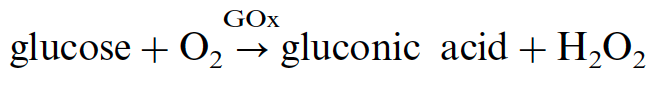 GOx
glucose + O₂ → gluconic acid + H₂O₂